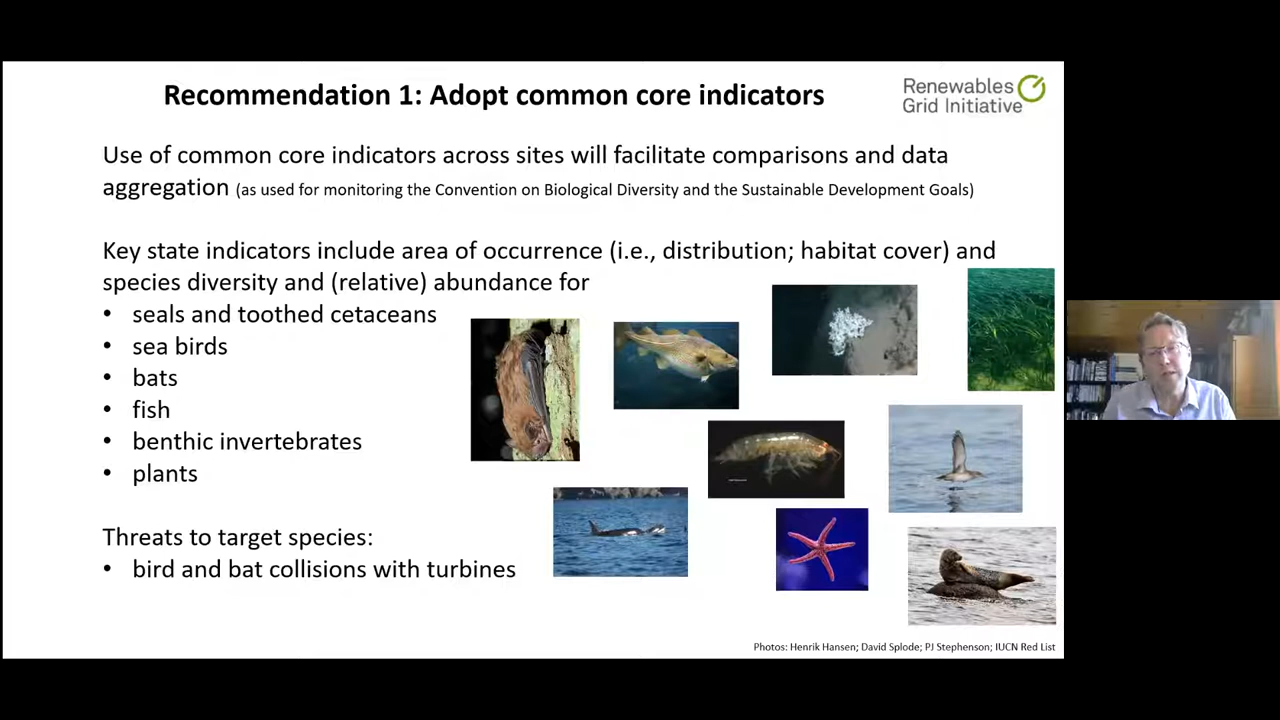 Recommendation 1: Adopt common core indicators
Renewables
Grid Initiative
Use of common core indicators across sites will facilitate comparisons and data
aggregation (as used for monitoring the Convention on Biological Diversity and the Sustainable Development Goals)
Key state indicators include area of occurrence (i.e., distribution; habitat cover) and
species diversity and (relative) abundance for
• seals and toothed cetaceans
• sea birds
• bats
• fish
• benthic invertebrates
• plants
Threats to target species:
• bird and bat collisions with turbines
Photos: Henrik Hansen; David Splode; PJ Stephenson; IUCN Red List